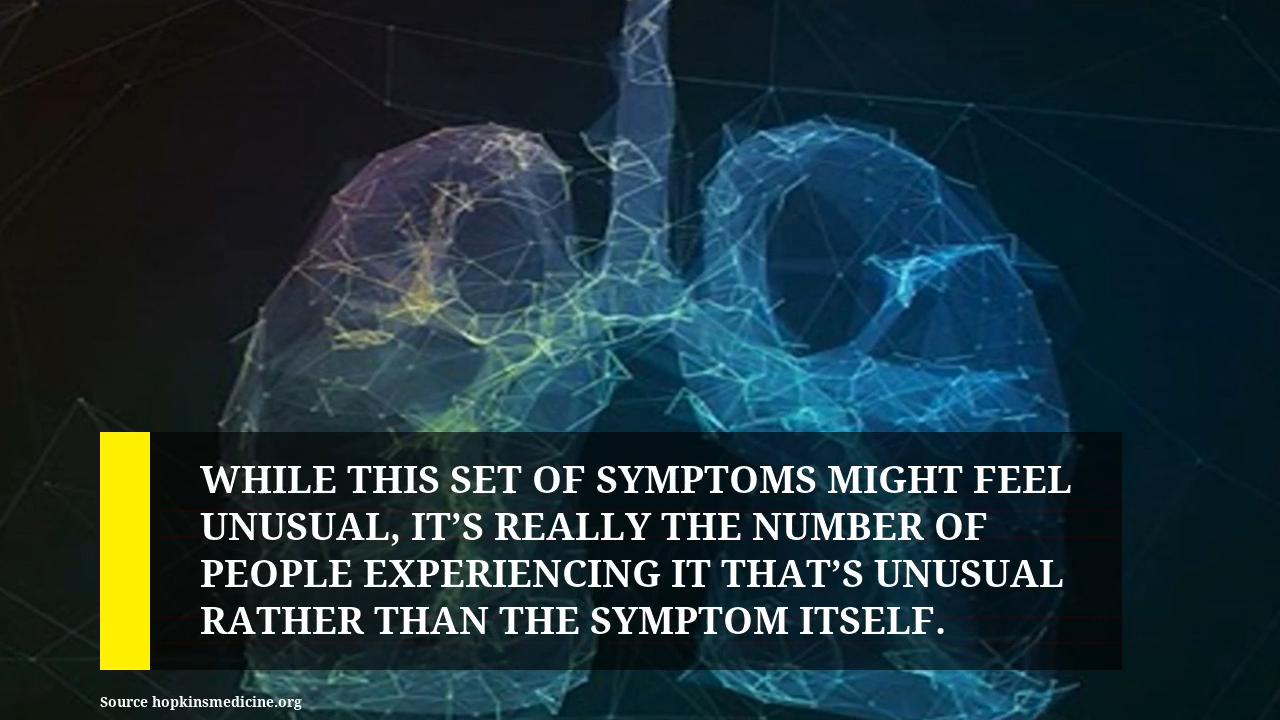 WHILE THIS SET OF SYMPTOMS MIGHT FEEL
UNUSUAL, IT’S REALLY THE NUMBER OF
PEOPLE EXPERIENCING IT THAT’S UNUSUAL
RATHER THAN THE SYMPTOM ITSELF.
Source hopkinsmedicine.org